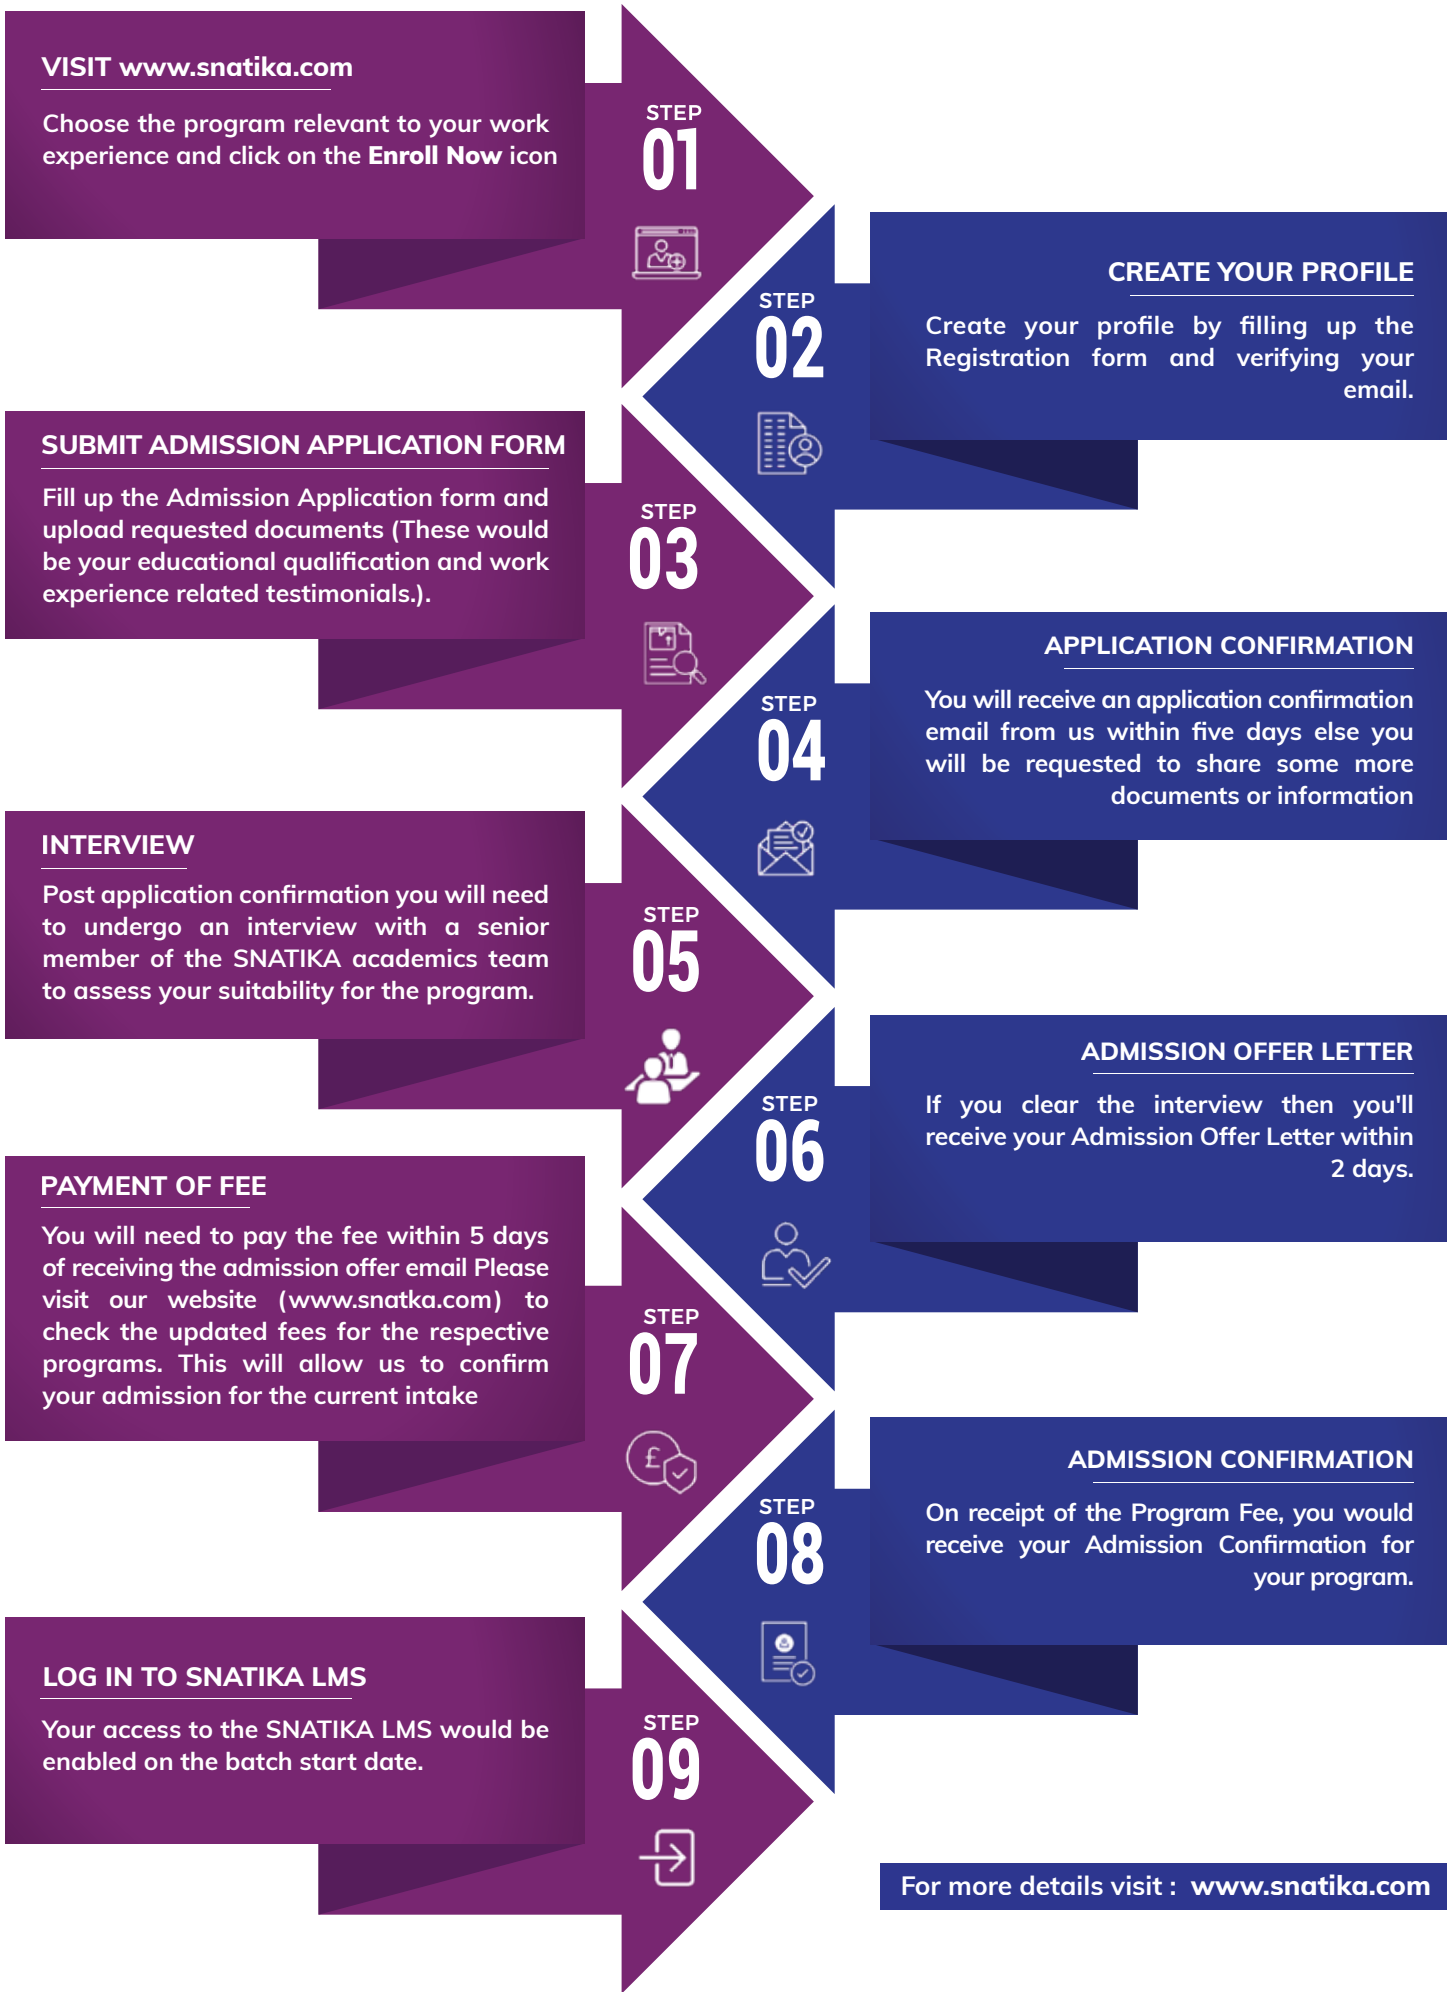 VISIT www.snatika.com
Choose the program relevant to your work
experience and click on the Enroll Now icon
STEP
01
CREATE YOUR PROFILE
Create your profile by filling up the
Registration form and verifying your
email.
STEP
02
SUBMIT ADMISSION APPLICATION FORM
Fill up the Admission Application form and
upload requested documents (These would
be your educational qualification and work
experience related testimonials.).
STEP
03
APPLICATION CONFIRMATION
You will receive an application confirmation
email from us within five days else you
will be requested to share some more
documents or information
STEP
04
INTERVIEW
Post application confirmation you will need
to undergo an interview with a senior
member of the SNATIKA academics team
to assess your suitability for the program.
STEP
05
ADMISSION OFFER LETTER
If you clear the interview then you'll
receive your Admission Offer Letter within
2 days.
STEP
06
PAYMENT OF FEE
You will need to pay the fee within 5 days
of receiving the admission offer email Please
visit our website (www.snatka.com) to
check the updated fees for the respective
programs. This will allow us to confirm
your admission for the current intake
STEP
07
£
ADMISSION CONFIRMATION
On receipt of the Program Fee, you would
receive your Admission Confirmation for
your program.
STEP
08
LOG IN TO SNATIKA LMS
Your access to the SNATIKA LMS would be
enabled on the batch start date.
STEP
09
For more details visit : www.snatika.com